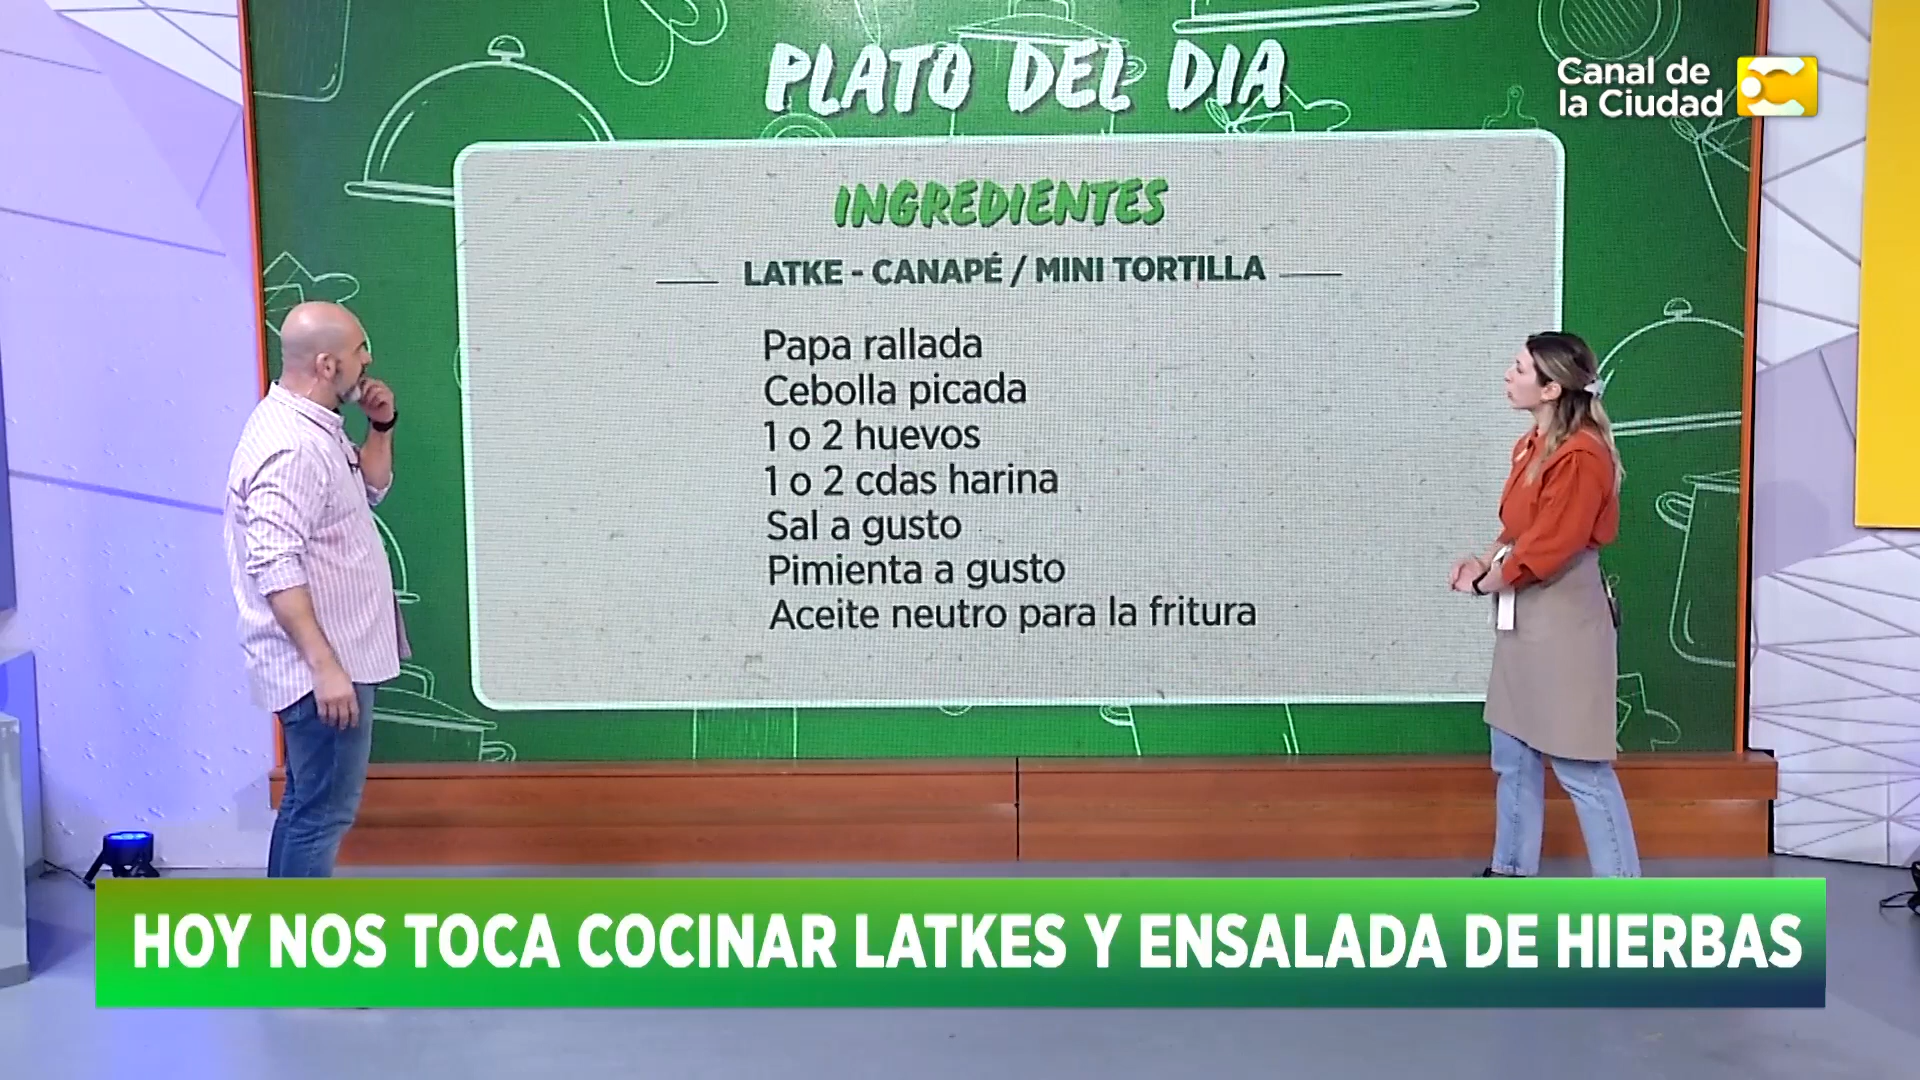 PLATO DEL DIA
Canal de
la Ciudad
INGREDIENTES
LATKE - CANAPÉ / MINI TORTILLA
Papa rallada
Cebolla picada
1 o 2 huevos
1 o 2 cdas harina
Sal a gusto
Pimienta a gusto
Aceite neutro para la fritura
HOY NOS TOCA COCINAR LATKES Y ENSALADA DE HIERBAS